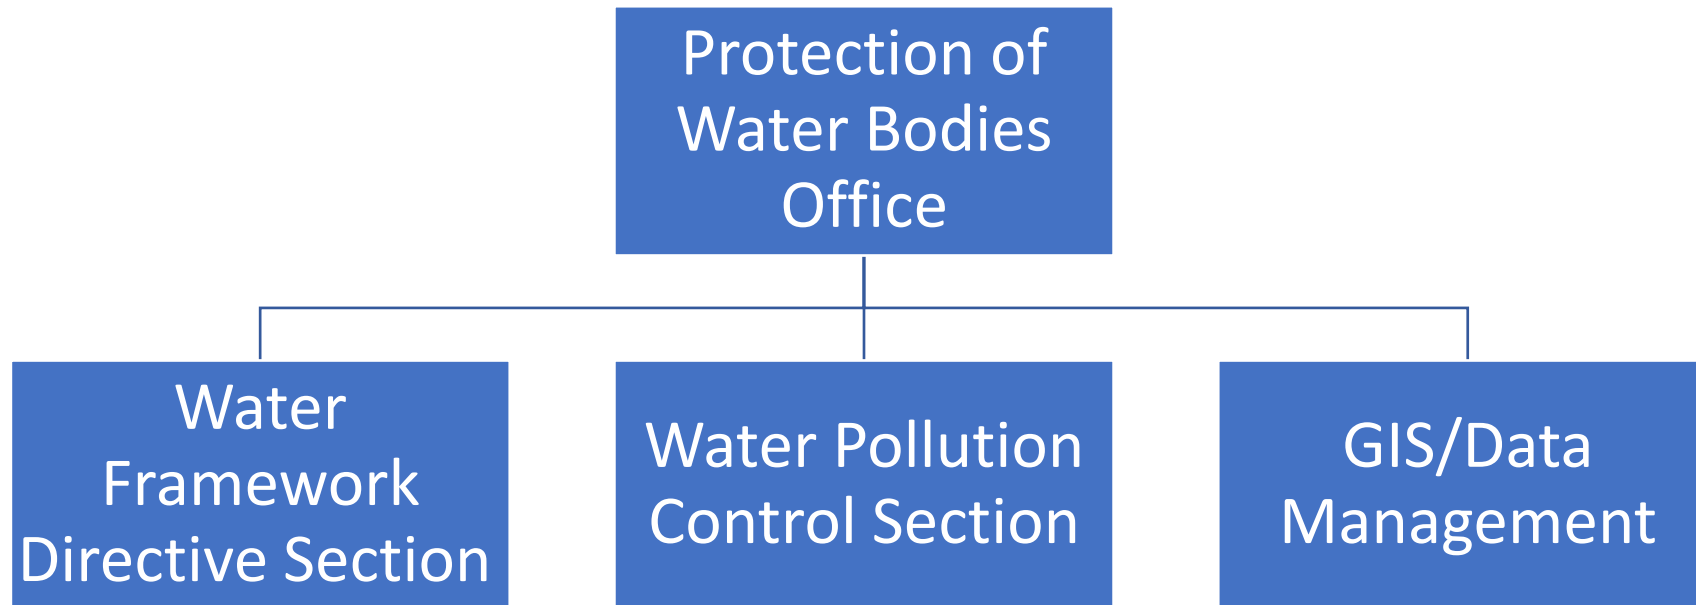 Protection of
Water Bodies
Office
Water
Framework
Directive Section
Water Pollution
Control Section
GIS/Data
Management